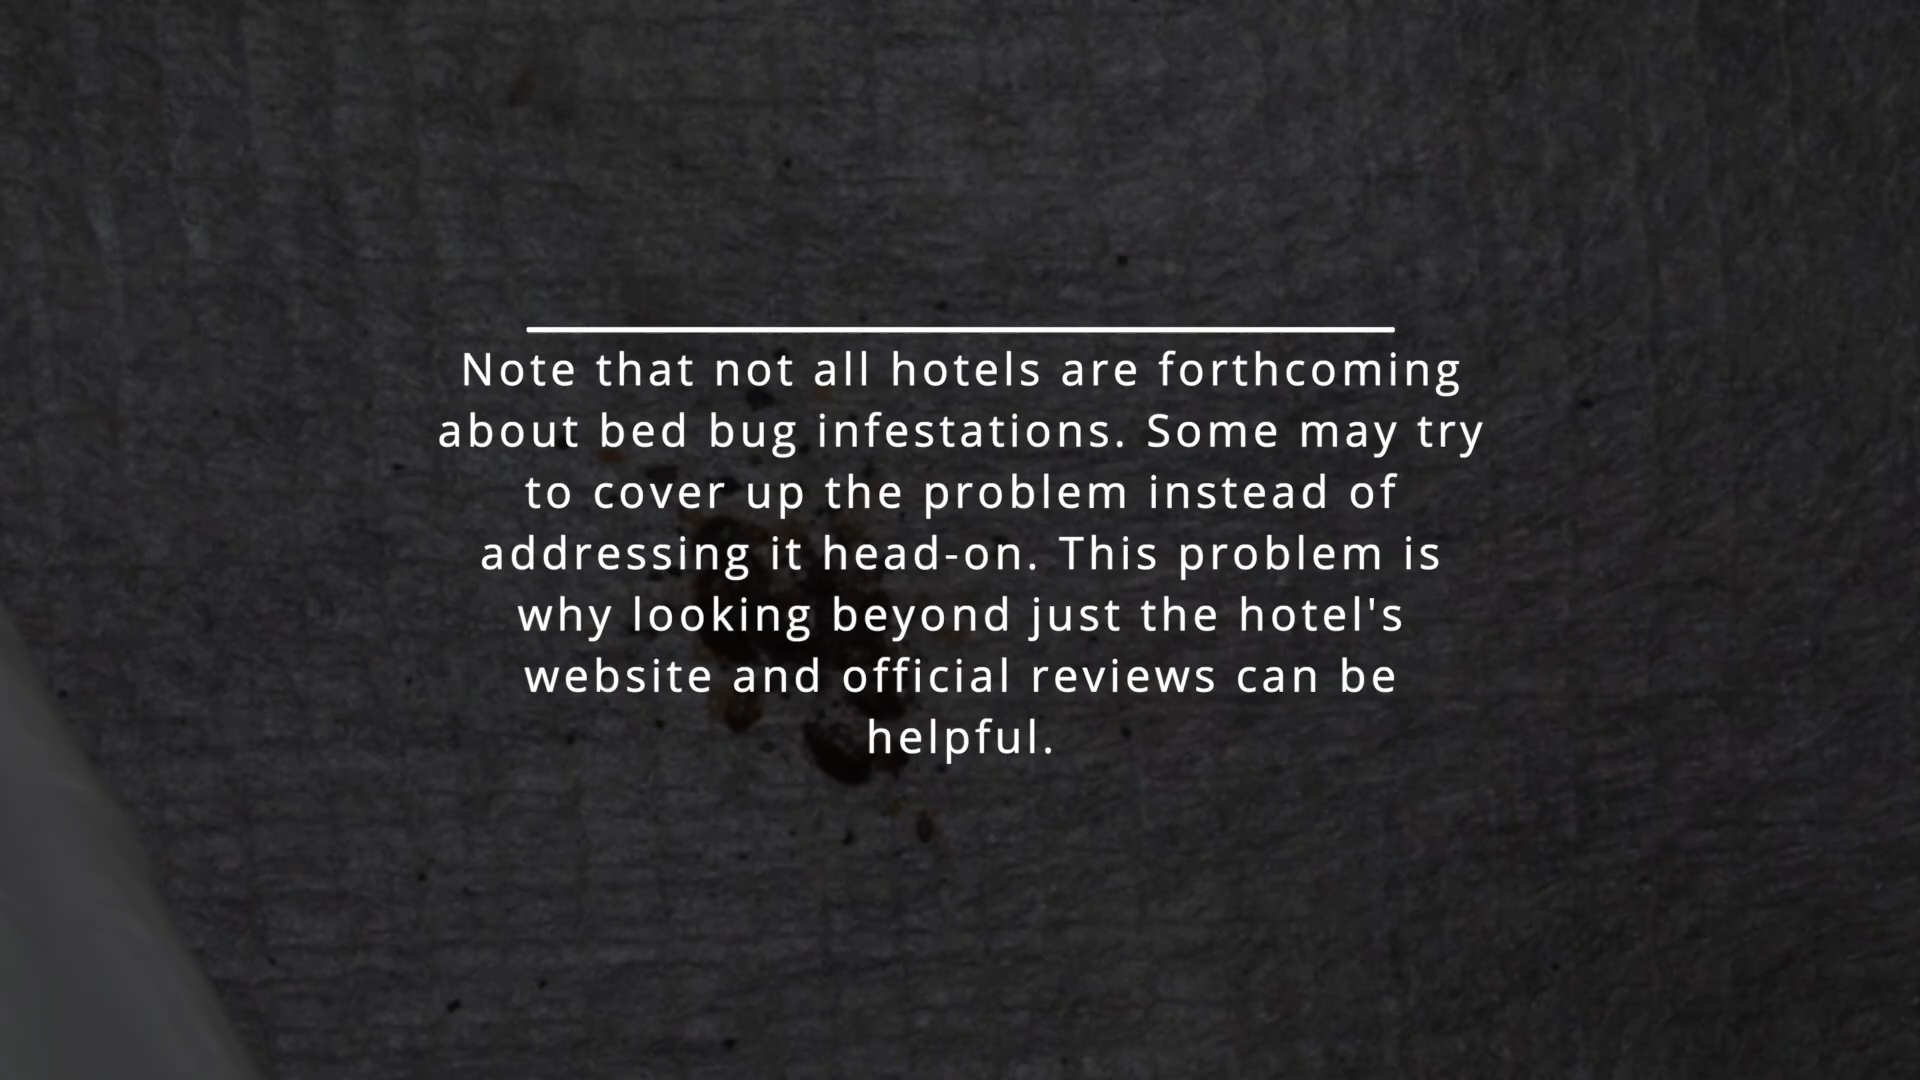 Note that not all hotels are forthcoming
about bed bug infestations. Some may try
to cover up the problem instead of
addressing it head-on. This problem is
why looking beyond just the hotel's
website and official reviews can be
helpful.